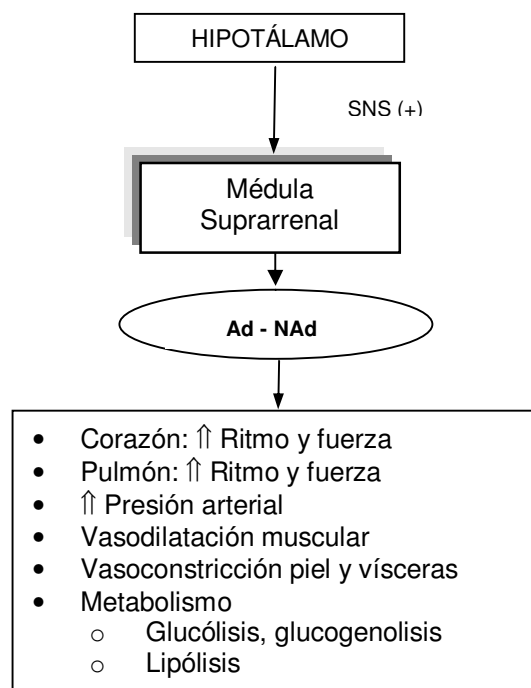 HIPOTÁLAMO
SNS (+)
Médula
Suprarrenal
Ad - NAd
• Corazón: ⇑ Ritmo y fuerza
• Pulmón: ⇑ Ritmo y fuerza
• ⇑ Presión arterial
• Vasodilatación muscular
• Vasoconstricción piel y vísceras
• Metabolismo
o Glucólisis, glucogenolisis
o Lipólisis